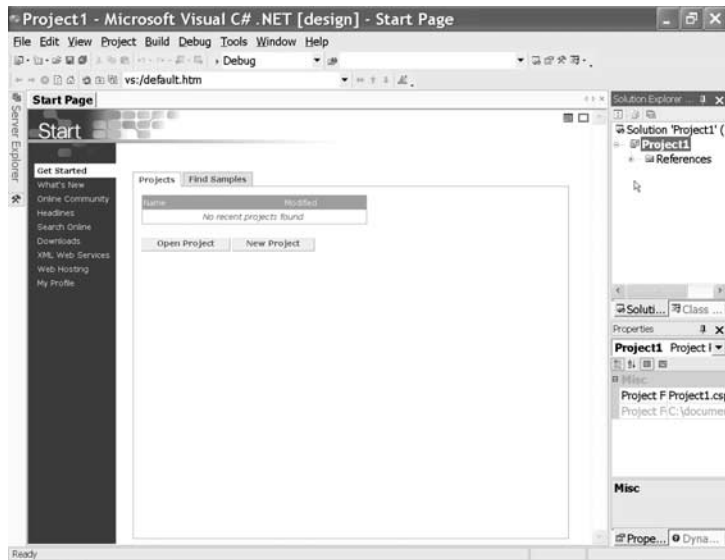 Project1 - Microsoft Visual C# .NET [design] - Start Page
File Edit View Project Build Debug Tools Window Help
Debug
vs:/default.htm
Server Explorer
Start Page
Start
Get Started
What's New
Online Community
Headlines
Search Online
Downloads
XML Web Services
Web Hosting
My Profile
Projects Find Samples
Name Modified
No recent projects found
Open Project New Project
Solution Explorer ...
Solution 'Project1' (
Project1
References
Soluti... Class ...
Properties
Project1 Project
Misc
Project F Project1.csp
Project F C:\docume
Misc
Prope... Dyna...
Ready